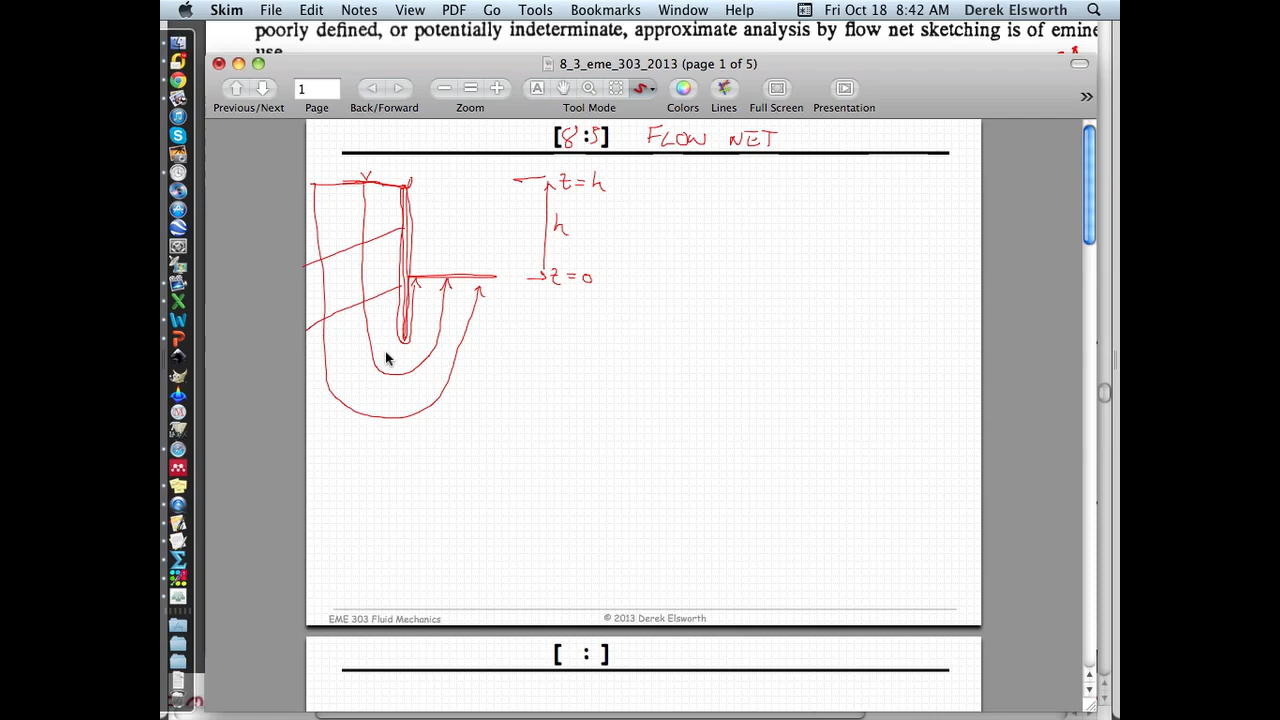 Skim File Edit Notes View PDF Go Tools Bookmarks Window Help Fri Oct 18 8:42 AM Derek Elsworth
poorly defined, or potentially indeterminate, approximate analysis by flow net sketching is of emine
use
8_3_eme_303_2013 (page 1 of 5)
1
Previous/Next Page Back/Forward Zoom Tool Mode Colors Lines Full Screen Presentation
[8:3] FLOW NET
z=h
h
z=0
EME 303 Fluid Mechanics © 2013 Derek Elsworth
[ : ]